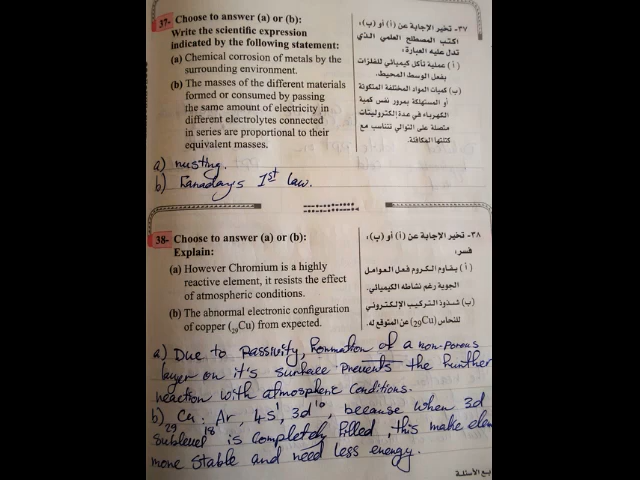 37- Choose to answer (a) or (b):
Write the scientific expression
indicated by the following statement:
(a) Chemical corrosion of metals by the
surrounding environment.
(b) The masses of the different materials
formed or consumed by passing
the same amount of electricity in
different electrolytes connected
in series are proportional to their
equivalent masses.
٣٧- تخير الإجابة عن (أ) أو (ب)،
اكتب المصطلح العلمي الذي
تدل عليه العبارة:
(أ) عملية تآكل كيميائي للفلزات
بفعل الوسط المحيط.
(ب) كميات المواد المختلفة المتكونة
أو المستهلكة بمرور نفس كمية
الكهرباء في عدة إلكتروليتات
متصلة على التوالي تتناسب مع
كتلتها المكافئة.
a) rusting.
b) Faraday's 1st law.
38- Choose to answer (a) or (b):
Explain:
(a) However Chromium is a highly
reactive element, it resists the effect
of atmospheric conditions.
(b) The abnormal electronic configuration
of copper (29Cu) from expected.
٣٨- تخير الإجابة عن (أ) أو (ب)،
فسر:
(أ) يقاوم الكروم فعل العوامل
الجوية رغم نشاطه الكيميائي.
(ب) شذوذ التركيب الإلكتروني
للنحاس (29Cu) عن المتوقع له.
a) Due to passivity, formation of a non-porous
layer on it's surface prevents the further
reaction with atmospheric conditions.
b) 29Cu: 18Ar, 4s1, 3d10, because when 3d
sublevel is completely filled, this make elem
more stable and need less energy.